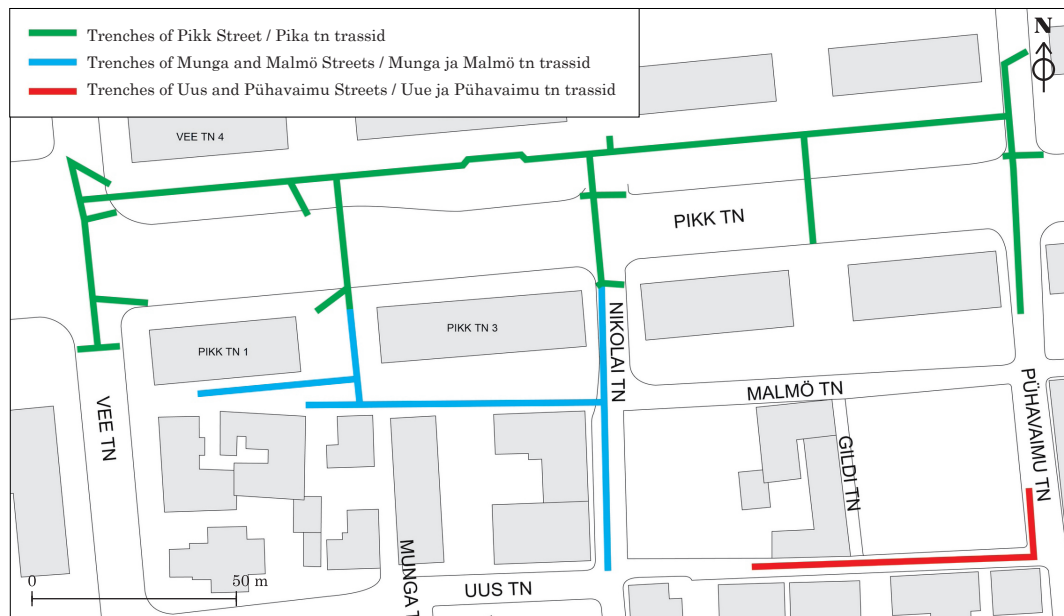 Trenches of Pikk Street / Pika tn trassid
Trenches of Munga and Malmö Streets / Munga ja Malmö tn trassid
Trenches of Uus and Pühavaimu Streets / Uue ja Pühavaimu tn trassid
N
VEE TN 4
PIKK TN
PIKK TN 1
PIKK TN 3
NIKOLAI TN
MALMÖ TN
VEE TN
PÜHAVAIMU TN
GILDI TN
MUNGA T
UUS TN
0
50 m